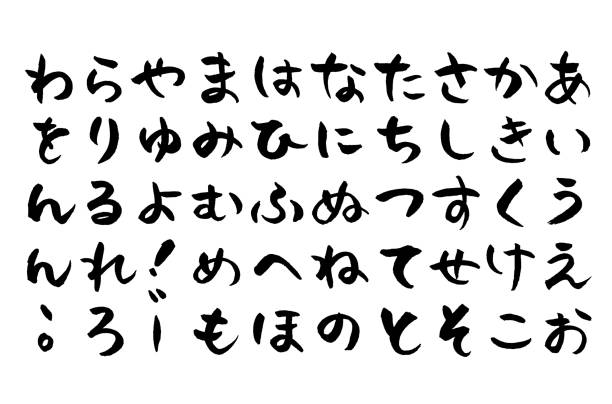 あいうえお
かきくけこ
さしすせそ
たちつてと
なにぬねの
はひふへほ
まみむめも
やゆよ！゛ー
らりるれろ
わをんん、。